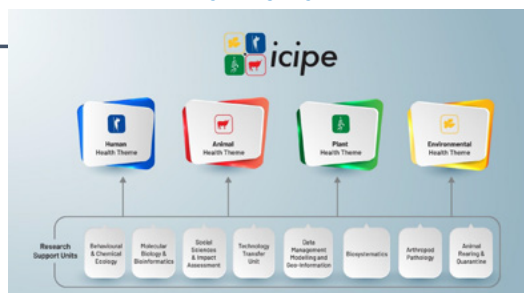 icipe
Human
Health Theme
Animal
Health Theme
Plant
Health Theme
Environmental
Health Theme
Research
Support Units
Behavioural
& Chemical
Ecology
Molecular
Biology &
Bioinformatics
Social
Sciences
& Impact
Assessment
Technology
Transfer
Unit
Data
Management
Modelling and
Geo-Information
Biosystematics
Arthropod
Pathology
Animal
Rearing &
Quarantine